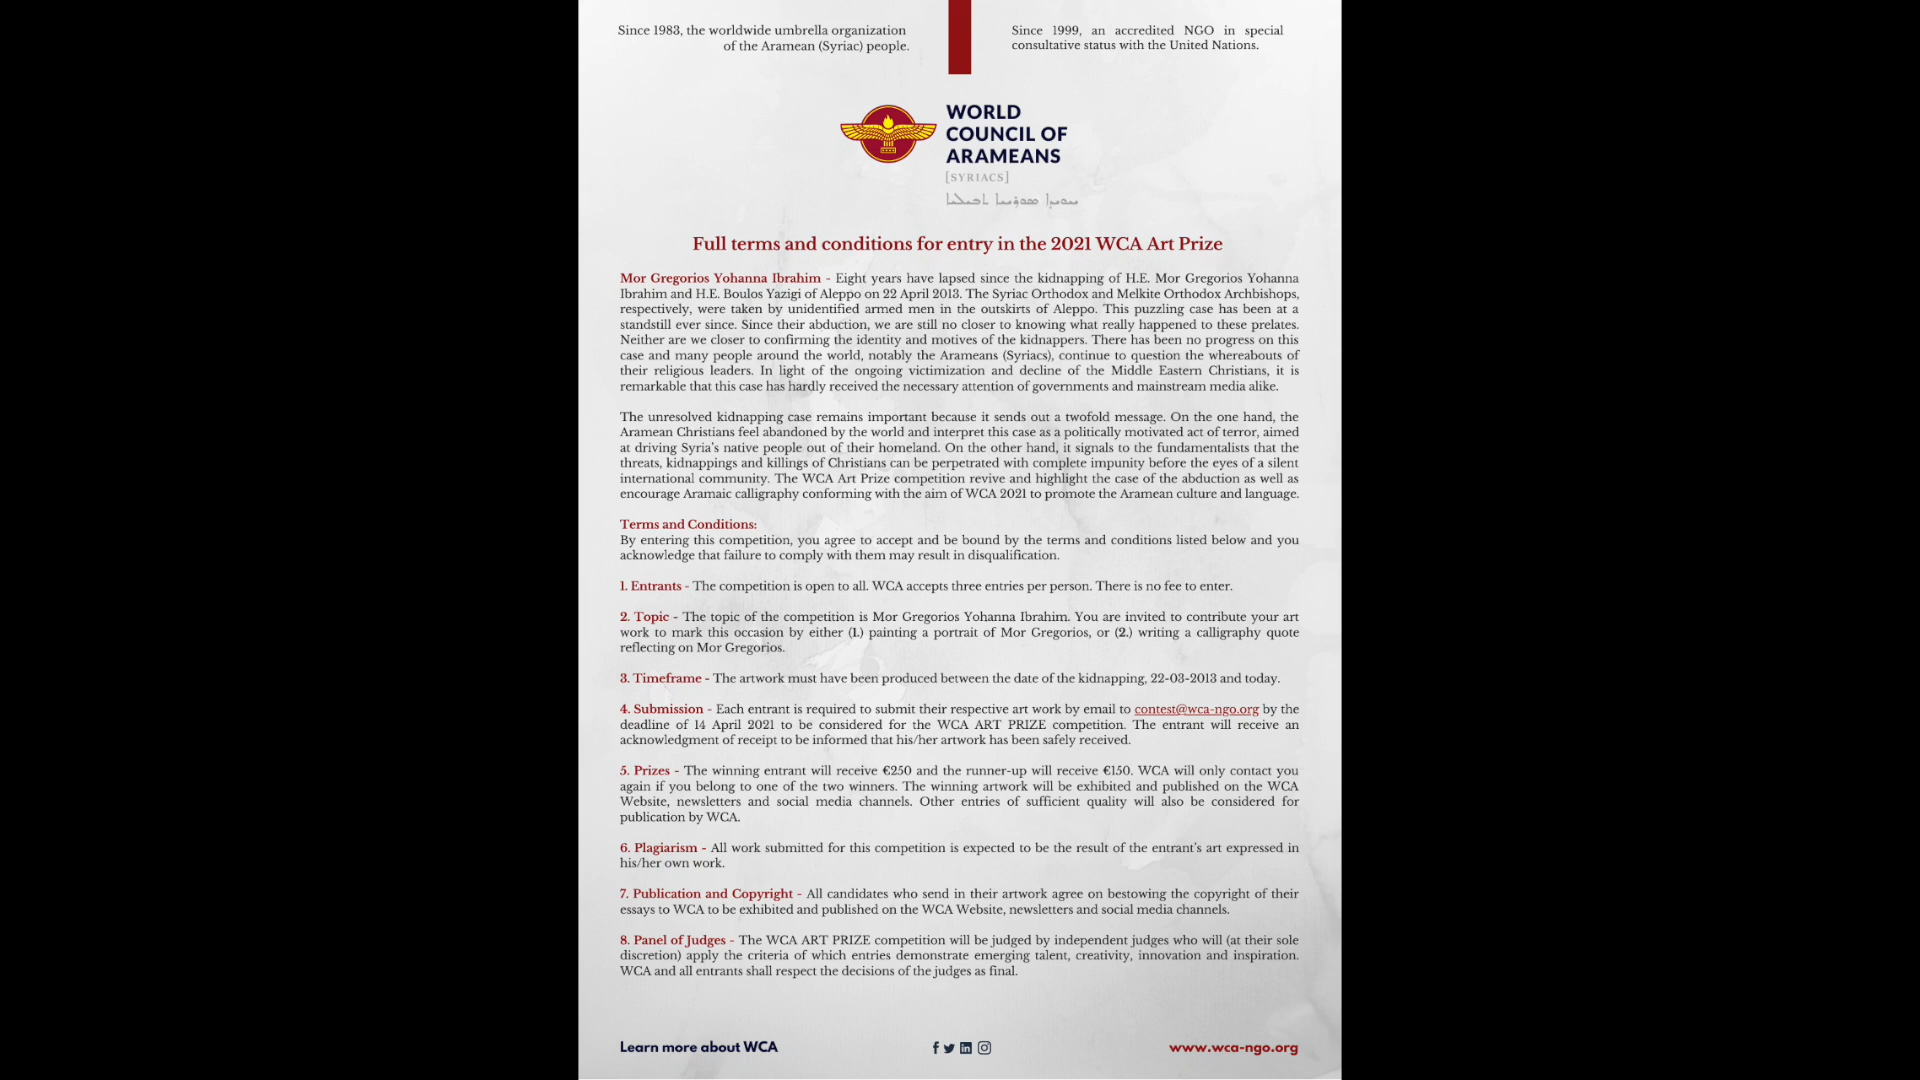 Since 1983, the worldwide umbrella organization
of the Aramean (Syriac) people.
Since 1999, an accredited NGO in special
consultative status with the United Nations.
WORLD
COUNCIL OF
ARAMEANS
[SYRIACS]
ܚܘܝܕܐ ܣܘܪܝܝܐ ܬܒܝܠܝܐ
Full terms and conditions for entry in the 2021 WCA Art Prize
Mor Gregorios Yohanna Ibrahim - Eight years have lapsed since the kidnapping of H.E. Mor Gregorios Yohanna
Ibrahim and H.E. Boulos Yazigi of Aleppo on 22 April 2013. The Syriac Orthodox and Melkite Orthodox Archbishops,
respectively, were taken by unidentified armed men in the outskirts of Aleppo. This puzzling case has been at a
standstill ever since. Since their abduction, we are still no closer to knowing what really happened to these prelates.
Neither are we closer to confirming the identity and motives of the kidnappers. There has been no progress on this
case and many people around the world, notably the Arameans (Syriacs), continue to question the whereabouts of
their religious leaders. In light of the ongoing victimization and decline of the Middle Eastern Christians, it is
remarkable that this case has hardly received the necessary attention of governments and mainstream media alike.
The unresolved kidnapping case remains important because it sends out a twofold message. On the one hand, the
Aramean Christians feel abandoned by the world and interpret this case as a politically motivated act of terror, aimed
at driving Syria's native people out of their homeland. On the other hand, it signals to the fundamentalists that the
threats, kidnappings and killings of Christians can be perpetrated with complete impunity before the eyes of a silent
international community. The WCA Art Prize competition revive and highlight the case of the abduction as well as
encourage Aramaic calligraphy conforming with the aim of WCA 2021 to promote the Aramean culture and language.
Terms and Conditions:
By entering this competition, you agree to accept and be bound by the terms and conditions listed below and you
acknowledge that failure to comply with them may result in disqualification.
1. Entrants - The competition is open to all. WCA accepts three entries per person. There is no fee to enter.
2. Topic - The topic of the competition is Mor Gregorios Yohanna Ibrahim. You are invited to contribute your art
work to mark this occasion by either (1.) painting a portrait of Mor Gregorios, or (2.) writing a calligraphy quote
reflecting on Mor Gregorios.
3. Timeframe - The artwork must have been produced between the date of the kidnapping, 22-03-2013 and today.
4. Submission - Each entrant is required to submit their respective art work by email to contest@wca-ngo.org by the
deadline of 14 April 2021 to be considered for the WCA ART PRIZE competition. The entrant will receive an
acknowledgment of receipt to be informed that his/her artwork has been safely received.
5. Prizes - The winning entrant will receive €250 and the runner-up will receive €150. WCA will only contact you
again if you belong to one of the two winners. The winning artwork will be exhibited and published on the WCA
Website, newsletters and social media channels. Other entries of sufficient quality will also be considered for
publication by WCA.
6. Plagiarism - All work submitted for this competition is expected to be the result of the entrant's art expressed in
his/her own work.
7. Publication and Copyright - All candidates who send in their artwork agree on bestowing the copyright of their
essays to WCA to be exhibited and published on the WCA Website, newsletters and social media channels.
8. Panel of Judges - The WCA ART PRIZE competition will be judged by independent judges who will (at their sole
discretion) apply the criteria of which entries demonstrate emerging talent, creativity, innovation and inspiration.
WCA and all entrants shall respect the decisions of the judges as final.
Learn more about WCA
www.wca-ngo.org